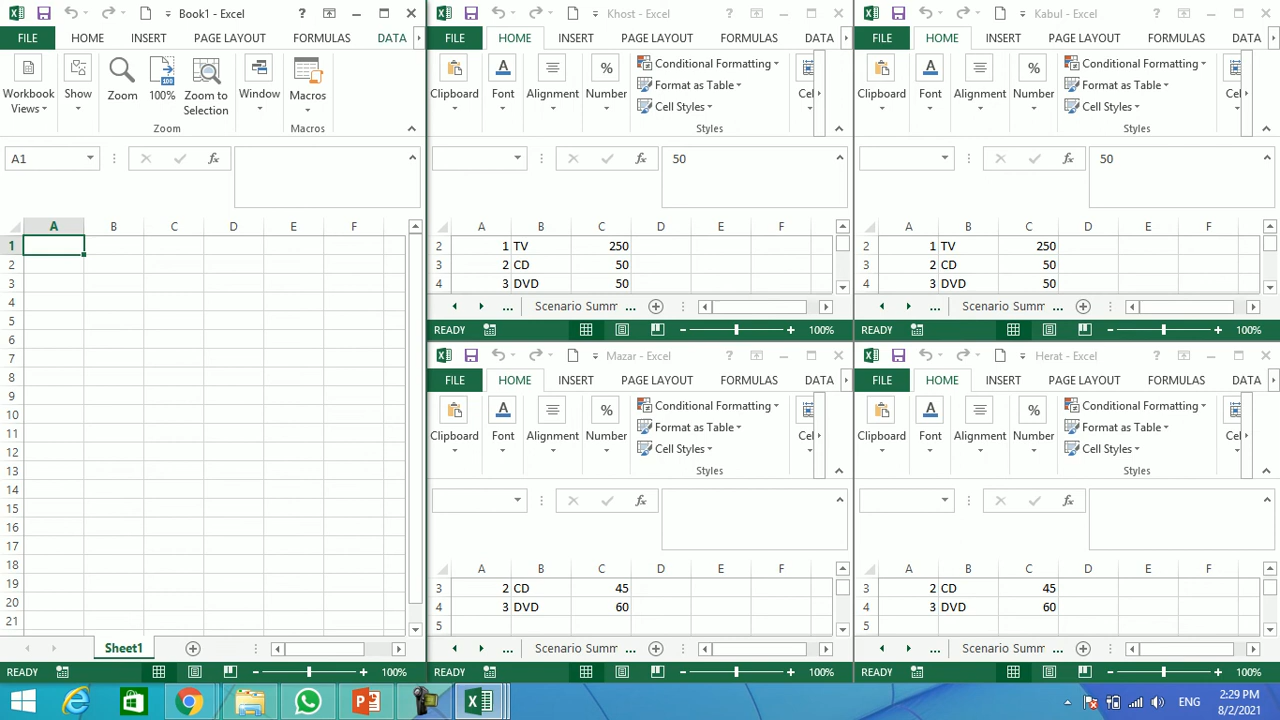 Book1 - Excel
FILE HOME INSERT PAGE LAYOUT FORMULAS DATA
Workbook Views
Show
Zoom
100%
Zoom to Selection
Window
Macros
Zoom
Macros
A1
A B C D E F
1
2
3
4
5
6
7
8
9
10
11
12
13
14
15
16
17
18
19
20
21
Sheet1
READY 100%
Khost - Excel
FILE HOME INSERT PAGE LAYOUT FORMULAS DATA
Clipboard
Font
Alignment
Number
Conditional Formatting
Format as Table
Cell Styles
Cel
Styles
50
A B C D E F
2 1 TV 250
3 2 CD 50
4 3 DVD 50
... Scenario Summ ...
READY 100%
Kabul - Excel
FILE HOME INSERT PAGE LAYOUT FORMULAS DATA
Clipboard
Font
Alignment
Number
Conditional Formatting
Format as Table
Cell Styles
Cel
Styles
50
A B C D E F
2 1 TV 250
3 2 CD 50
4 3 DVD 50
... Scenario Summ ...
READY 100%
Mazar - Excel
FILE HOME INSERT PAGE LAYOUT FORMULAS DATA
Clipboard
Font
Alignment
Number
Conditional Formatting
Format as Table
Cell Styles
Cel
Styles
A B C D E F
3 2 CD 45
4 3 DVD 60
5
... Scenario Summ ...
READY 100%
Herat - Excel
FILE HOME INSERT PAGE LAYOUT FORMULAS DATA
Clipboard
Font
Alignment
Number
Conditional Formatting
Format as Table
Cell Styles
Cel
Styles
A B C D E F
3 2 CD 45
4 3 DVD 60
5
... Scenario Summ ...
READY 100%
ENG
2:29 PM
8/2/2021